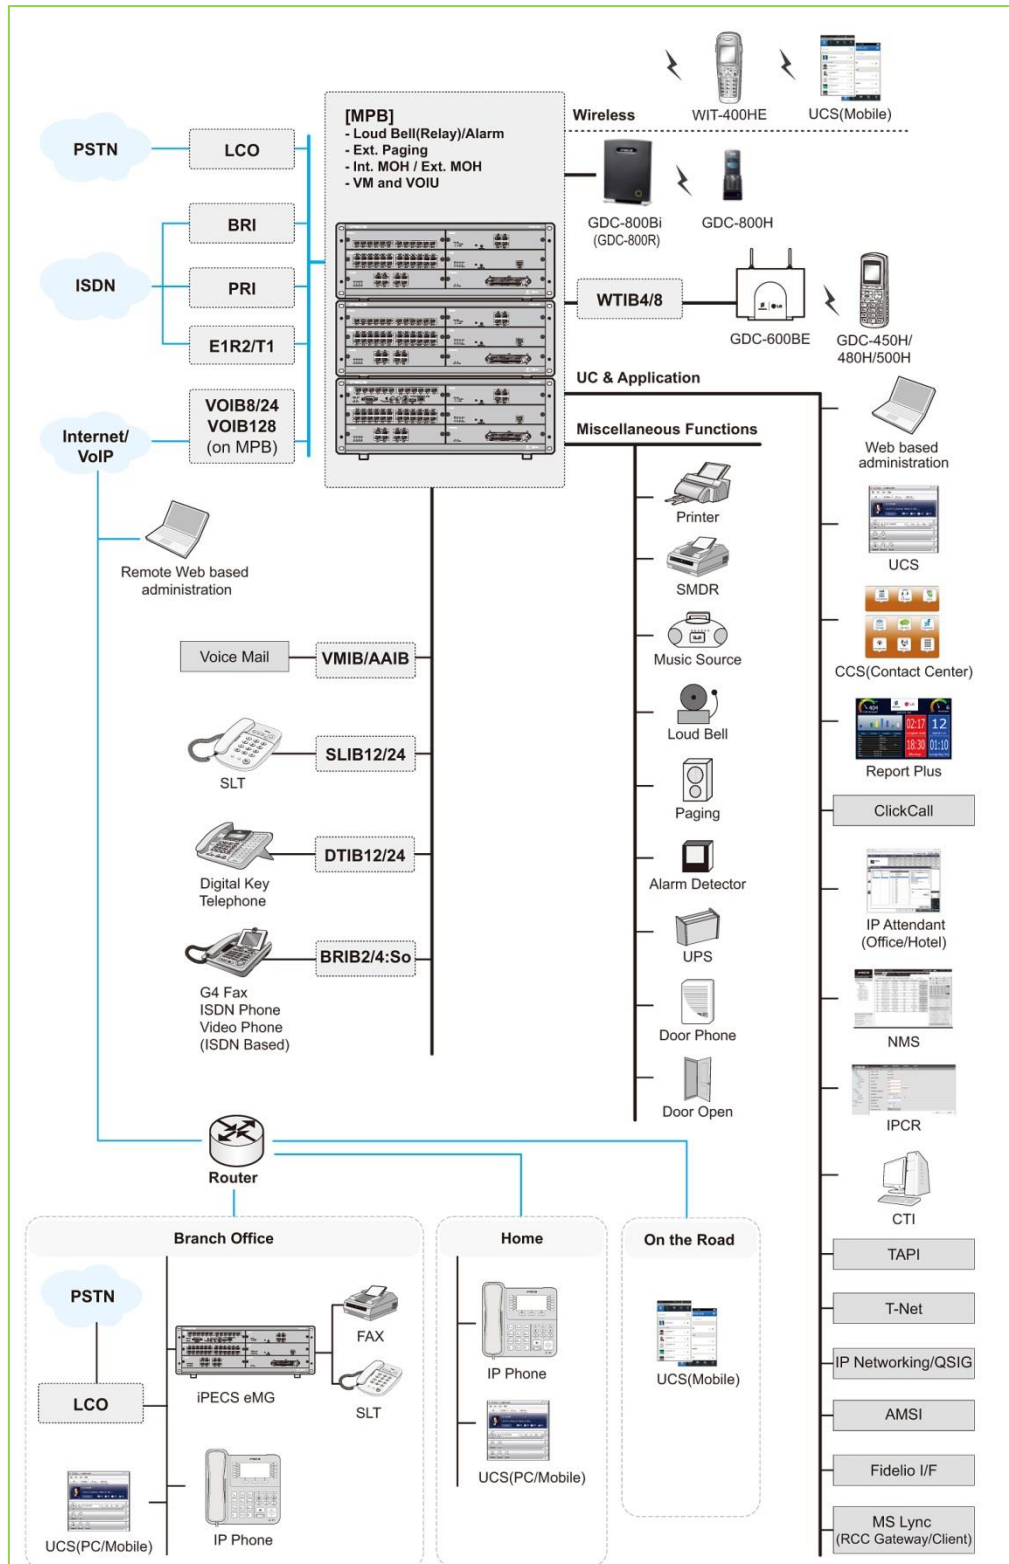 [MPB]
- Loud Bell(Relay)/Alarm
- Ext. Paging
- Int. MOH / Ext. MOH
- VM and VOIU
Wireless
WIT-400HE
UCS(Mobile)
PSTN
LCO
GDC-800Bi
(GDC-800R)
GDC-800H
BRI
ISDN
PRI
E1R2/T1
WTIB4/8
GDC-600BE
GDC-450H/
480H/500H
UC & Application
VOIB8/24
VOIB128
(on MPB)
Internet/
VoIP
Miscellaneous Functions
Web based
administration
Printer
Remote Web based
administration
UCS
SMDR
Voice Mail
VMIB/AAIB
Music Source
CCS(Contact Center)
Loud Bell
02:17
12
18:30
01:10
Report Plus
SLT
SLIB12/24
Paging
ClickCall
Digital Key
Telephone
DTIB12/24
Alarm Detector
IP Attendant
(Office/Hotel)
UPS
BRIB2/4:So
G4 Fax
ISDN Phone
Video Phone
(ISDN Based)
Door Phone
NMS
Door Open
IPCR
Router
CTI
Branch Office
Home
On the Road
TAPI
PSTN
FAX
T-Net
LCO
iPECS eMG
SLT
IP Phone
UCS(Mobile)
IP Networking/QSIG
AMSI
UCS(PC/Mobile)
IP Phone
UCS(PC/Mobile)
Fidelio I/F
MS Lync
(RCC Gateway/Client)